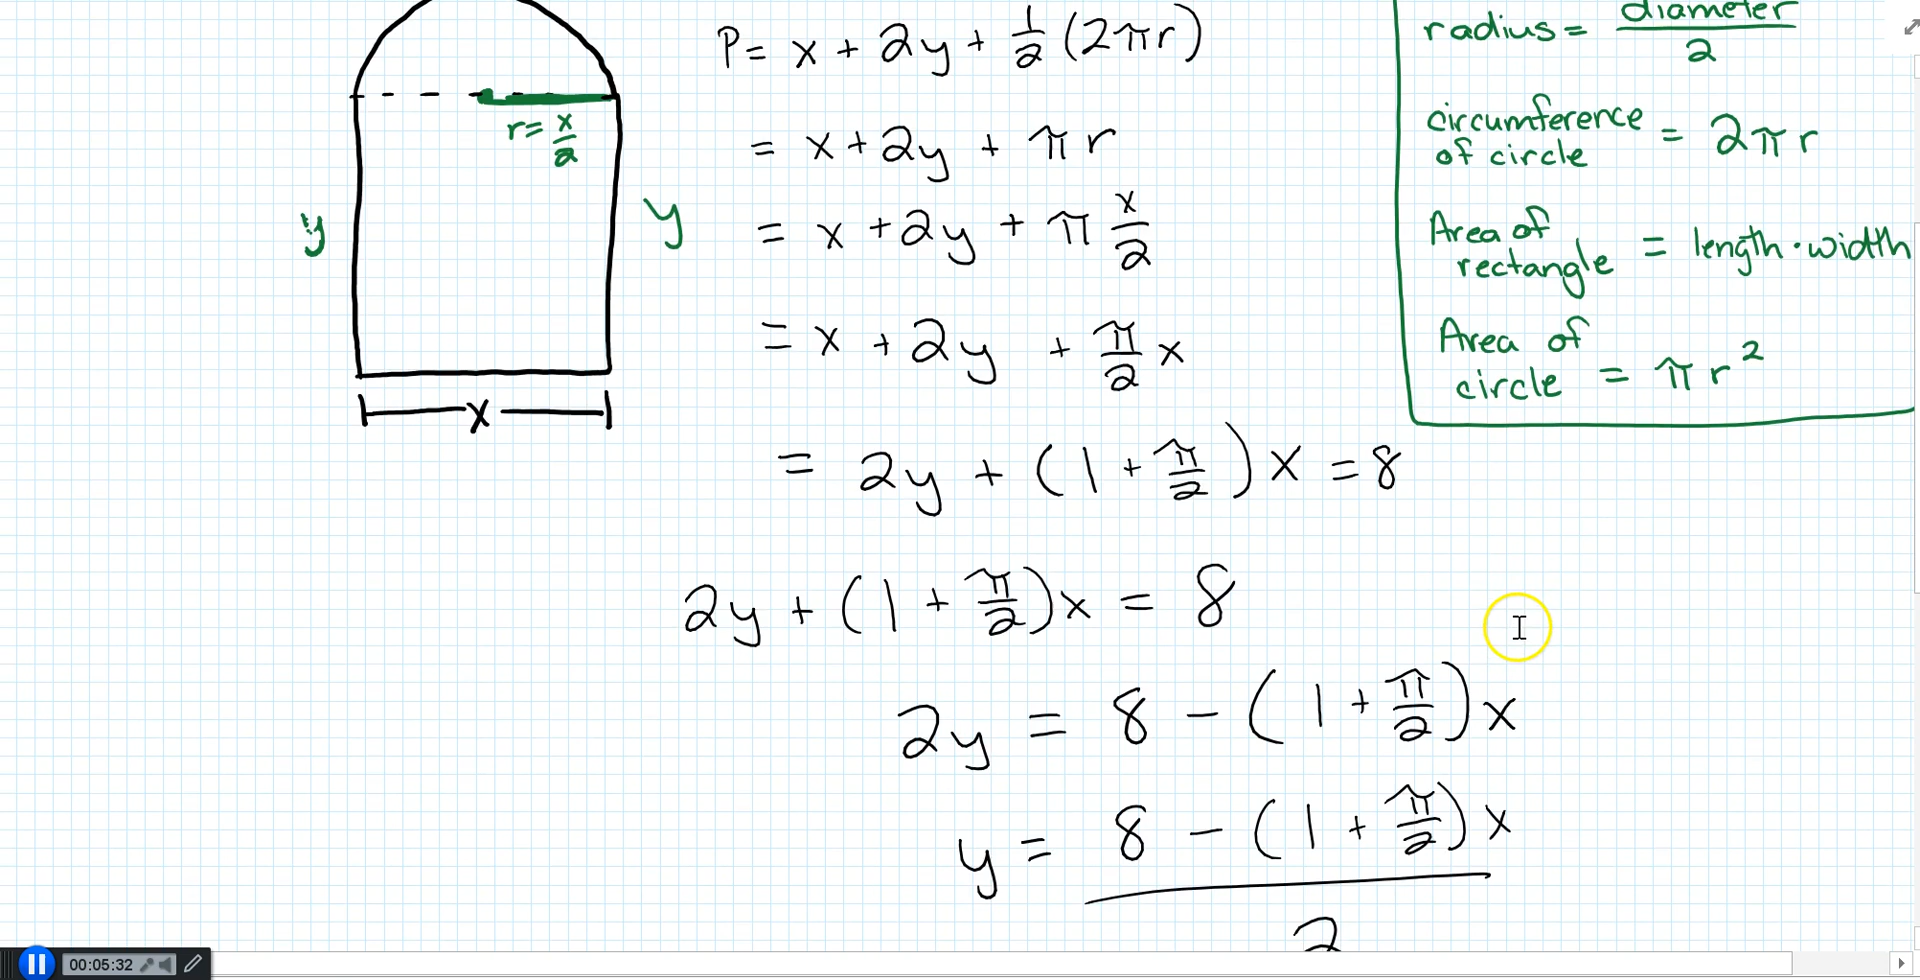 P = x + 2y + 1/2 (2πr)
= x + 2y + πr
= x + 2y + π x/2
= x + 2y + π/2 x
= 2y + (1 + π/2) x = 8
2y + (1 + π/2) x = 8
2y = 8 - (1 + π/2) x
y = 8 - (1 + π/2) x
2
r = x/2
y
y
x
radius = diameter/2
circumference
of circle = 2πr
Area of
rectangle = length · width
Area of
circle = πr²
00:05:32